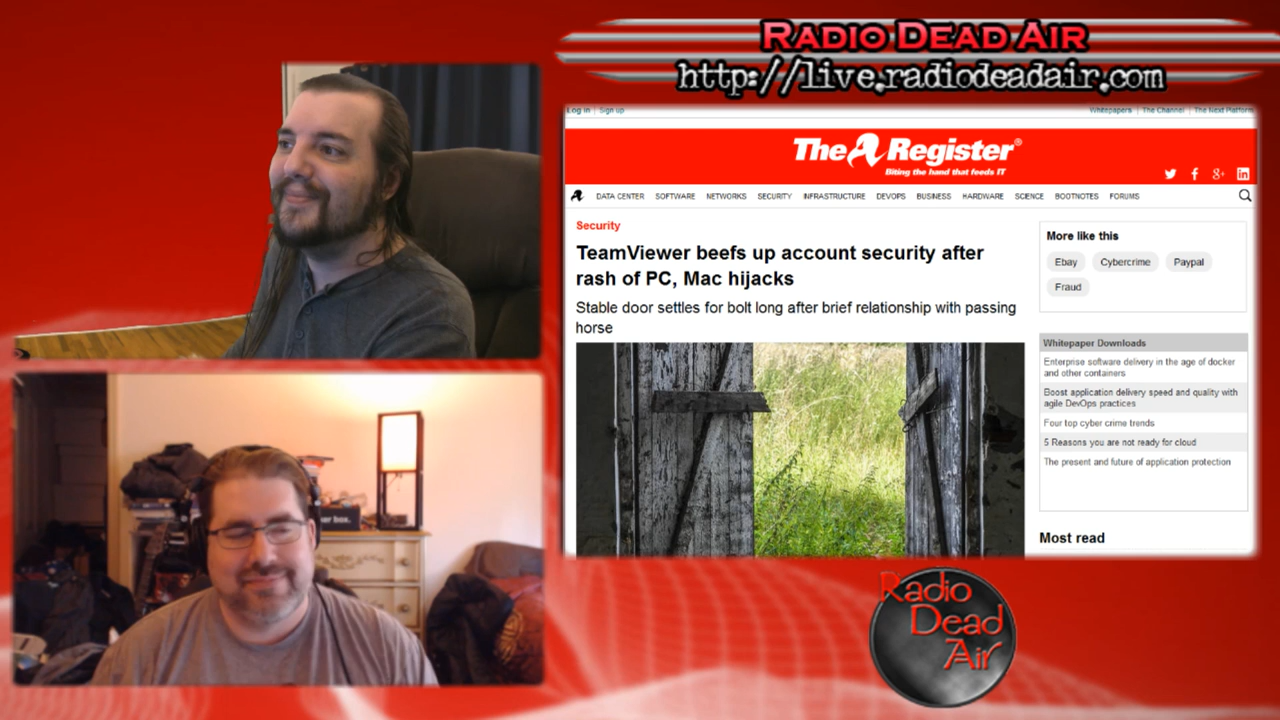 Radio Dead Air
http://live.radiodeadair.com
Log in | Sign up
Whitepapers | The Channel | The Next Platform
The Register®
Biting the hand that feeds IT
DATA CENTER SOFTWARE NETWORKS SECURITY INFRASTRUCTURE DEVOPS BUSINESS HARDWARE SCIENCE BOOTNOTES FORUMS
Security
TeamViewer beefs up account security after
rash of PC, Mac hijacks
Stable door settles for bolt long after brief relationship with passing
horse
More like this
Ebay Cybercrime Paypal
Fraud
Whitepaper Downloads
Enterprise software delivery in the age of docker
and other containers
Boost application delivery speed and quality with
agile DevOps practices
Four top cyber crime trends
5 Reasons you are not ready for cloud
The present and future of application protection
Most read
Radio
Dead
Air